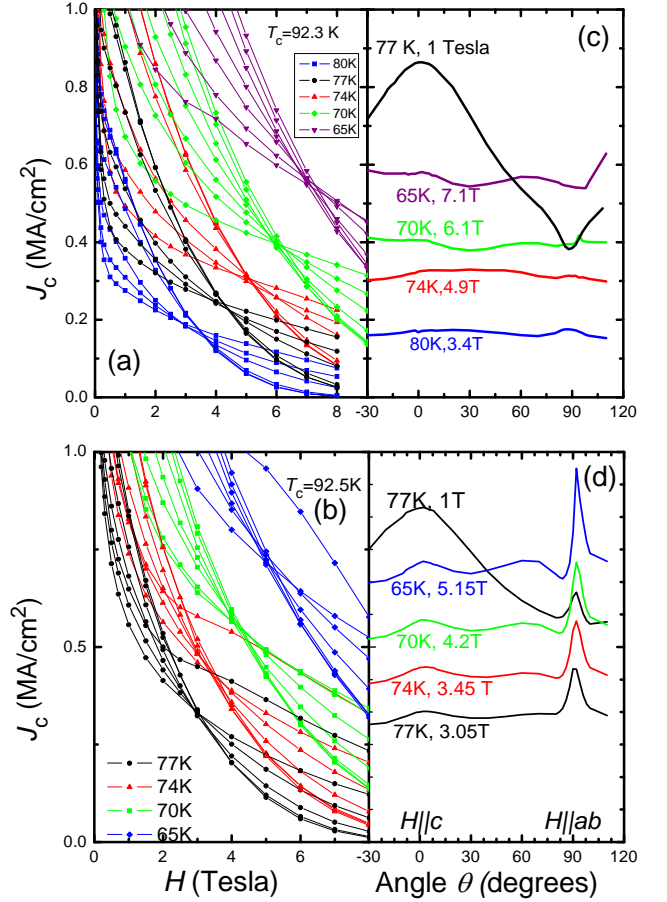 1.0
0.8
0.6
0.4
0.2
0.0
J_c (MA/cm²)
(a)
T_c=92.3 K
80K
77K
74K
70K
65K
0 2 4 6 8
(c)
77 K, 1 Tesla
65K, 7.1T
70K, 6.1T
74K,4.9T
80K,3.4T
-30 0 30 60 90 120
1.0
0.5
0.0
J_c (MA/cm²)
T_c=92.5K
(b)
77K
74K
70K
65K
0 2 4 6
H (Tesla)
(d)
77K, 1T
65K, 5.15T
70K, 4.2T
74K, 3.45 T
77K, 3.05T
H||c
H||ab
-30 0 30 60 90 120
Angle θ (degrees)